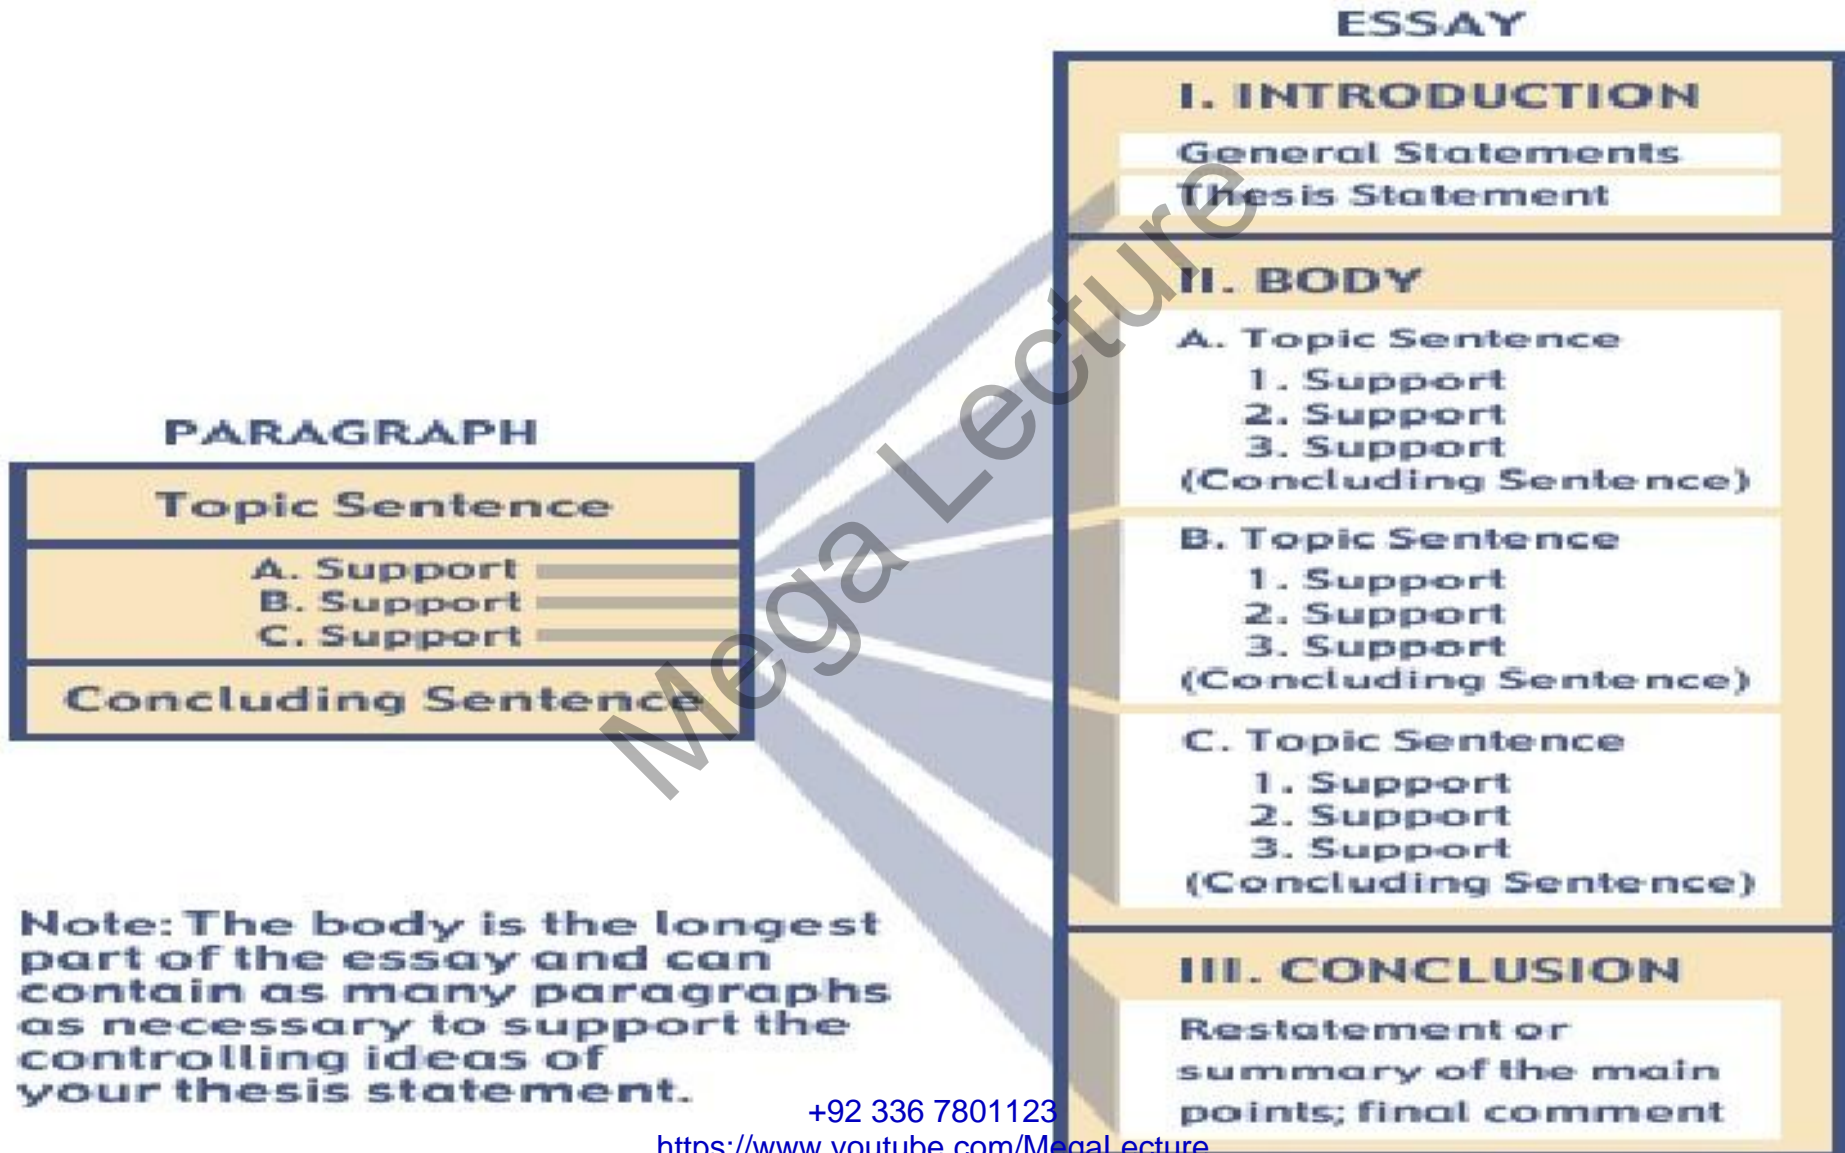 ESSAY
I. INTRODUCTION
General Statements
Thesis Statement
II. BODY
A. Topic Sentence
1. Support
2. Support
3. Support
(Concluding Sentence)
B. Topic Sentence
1. Support
2. Support
3. Support
(Concluding Sentence)
C. Topic Sentence
1. Support
2. Support
3. Support
(Concluding Sentence)
III. CONCLUSION
Restatement or
summary of the main
points; final comment
PARAGRAPH
Topic Sentence
A. Support
B. Support
C. Support
Concluding Sentence
Note: The body is the longest
part of the essay and can
contain as many paragraphs
as necessary to support the
controlling ideas of
your thesis statement.
Mega Lecture
+92 336 7801123
https://www.youtube.com/MegaLecture